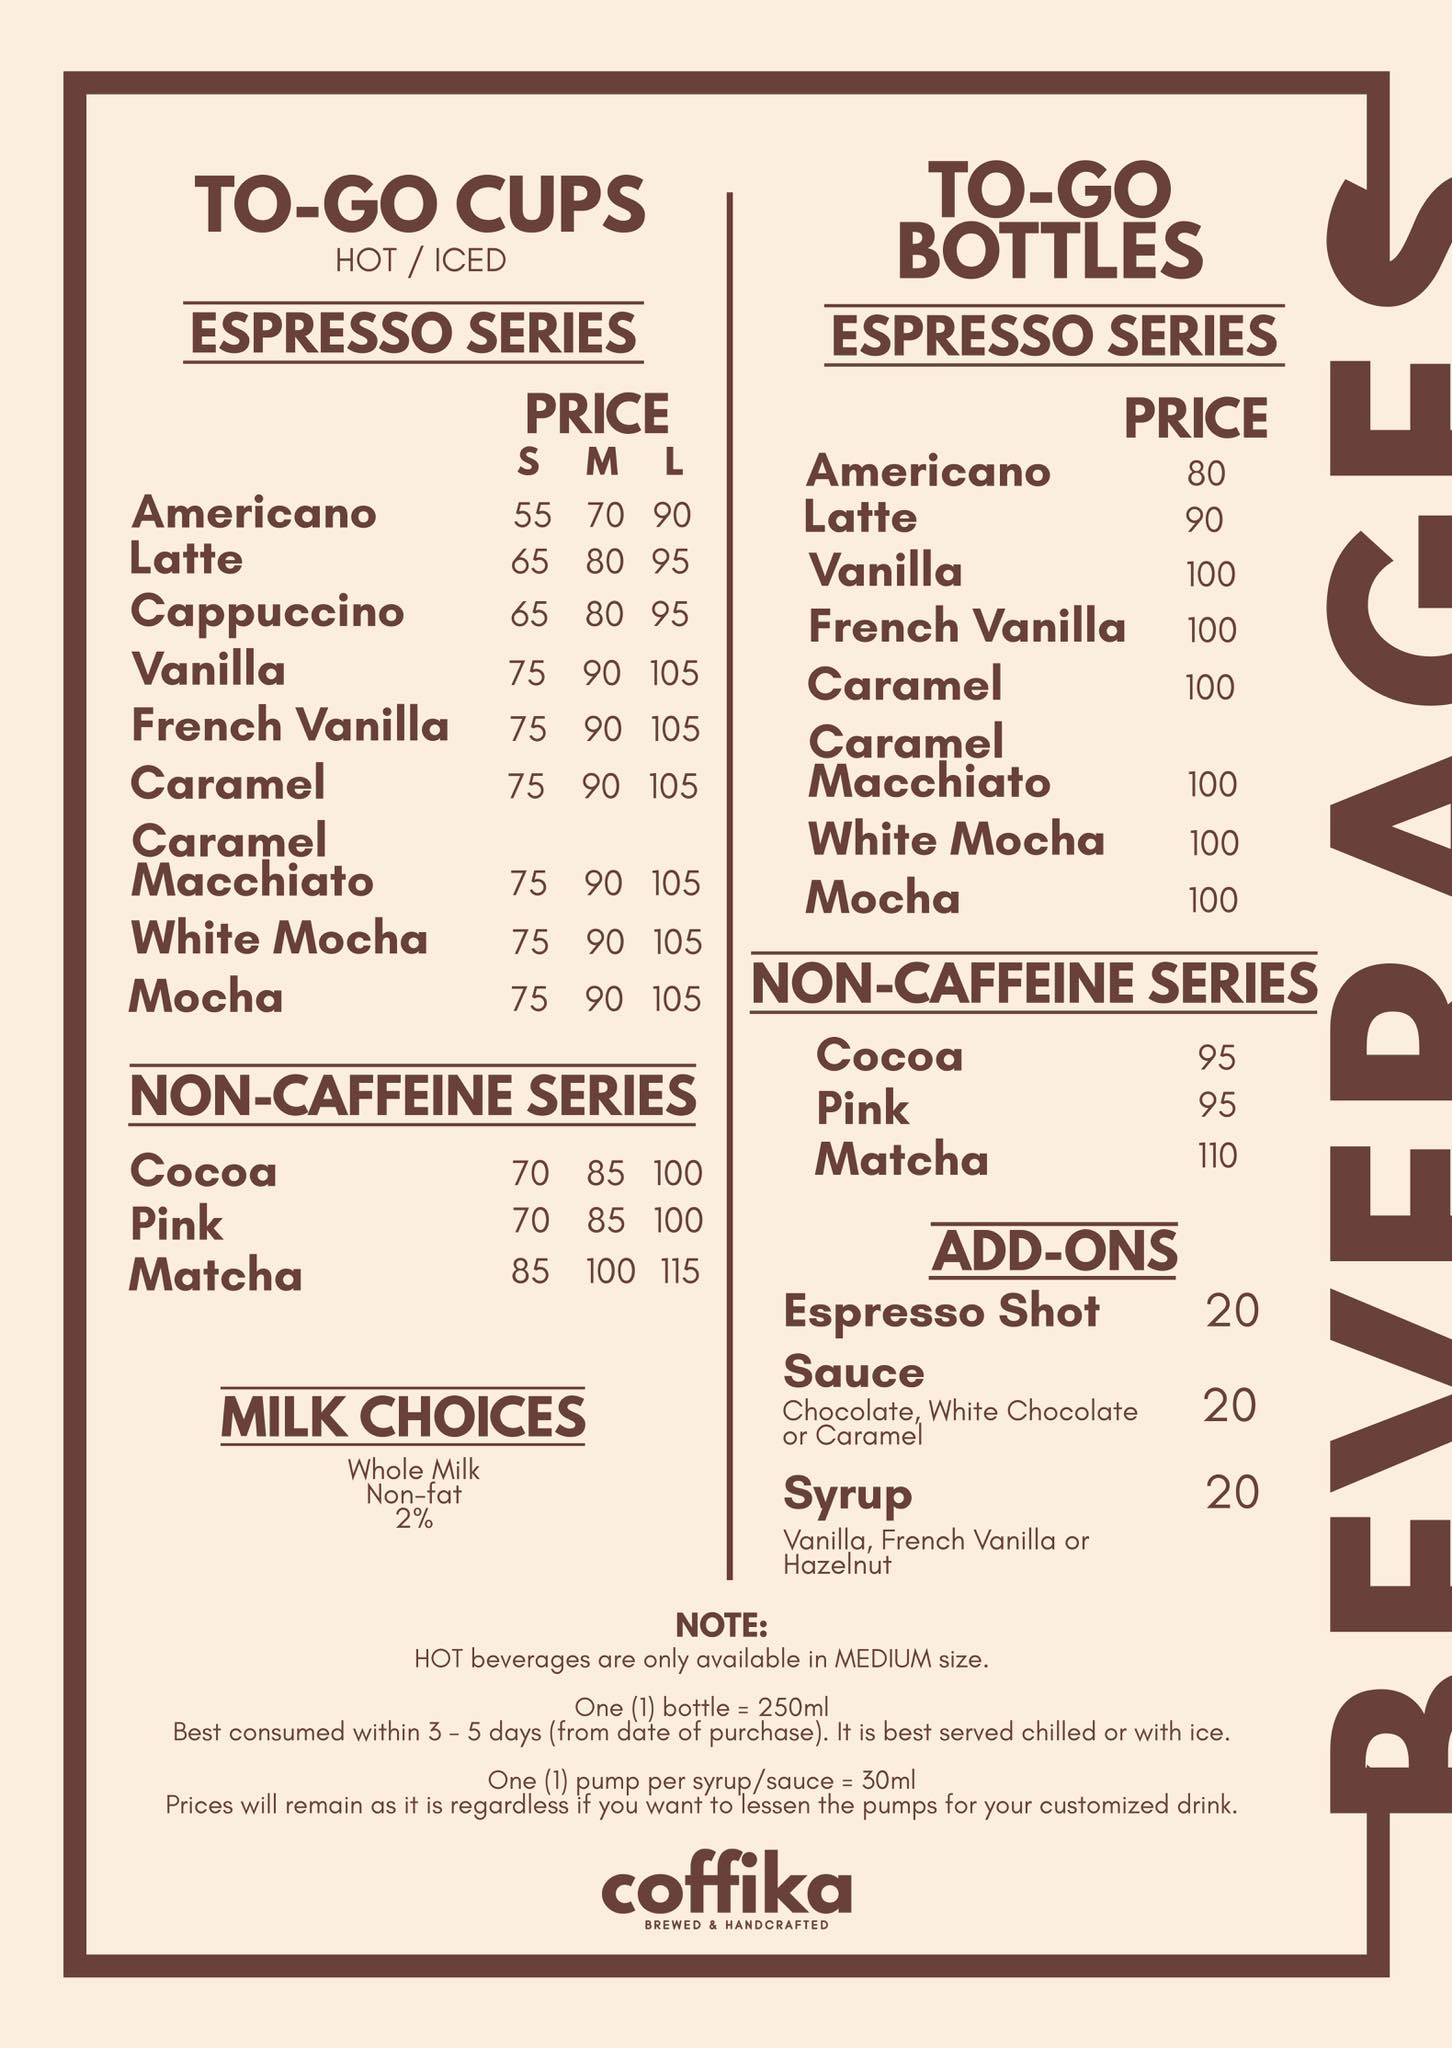 TO-GO CUPS
HOT / ICED
ESPRESSO SERIES
PRICE
S M L
Americano 55 70 90
Latte 65 80 95
Cappuccino 65 80 95
Vanilla 75 90 105
French Vanilla 75 90 105
Caramel 75 90 105
Caramel
Macchiato 75 90 105
White Mocha 75 90 105
Mocha 75 90 105
NON-CAFFEINE SERIES
Cocoa 70 85 100
Pink 70 85 100
Matcha 85 100 115
MILK CHOICES
Whole Milk
Non-fat
2%
TO-GO
BOTTLES
ESPRESSO SERIES
PRICE
Americano 80
Latte 90
Vanilla 100
French Vanilla 100
Caramel 100
Caramel
Macchiato 100
White Mocha 100
Mocha 100
NON-CAFFEINE SERIES
Cocoa 95
Pink 95
Matcha 110
ADD-ONS
Espresso Shot 20
Sauce
Chocolate, White Chocolate 20
or Caramel
Syrup 20
Vanilla, French Vanilla or
Hazelnut
BEVERAGES
NOTE:
HOT beverages are only available in MEDIUM size.
One (1) bottle = 250ml
Best consumed within 3 - 5 days (from date of purchase). It is best served chilled or with ice.
One (1) pump per syrup/sauce = 30ml
Prices will remain as it is regardless if you want to lessen the pumps for your customized drink.
coffika
BREWED & HANDCRAFTED